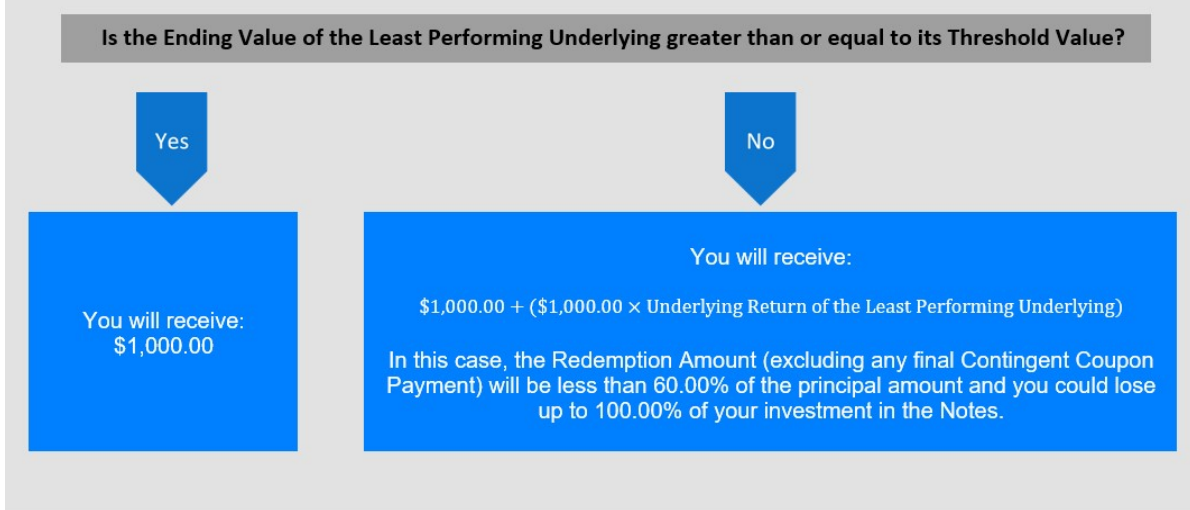 Is the Ending Value of the Least Performing Underlying greater than or equal to its Threshold Value?
Yes
No
You will receive:
$1,000.00
You will receive:
$1,000.00 + ($1,000.00 × Underlying Return of the Least Performing Underlying)
In this case, the Redemption Amount (excluding any final Contingent Coupon
Payment) will be less than 60.00% of the principal amount and you could lose
up to 100.00% of your investment in the Notes.